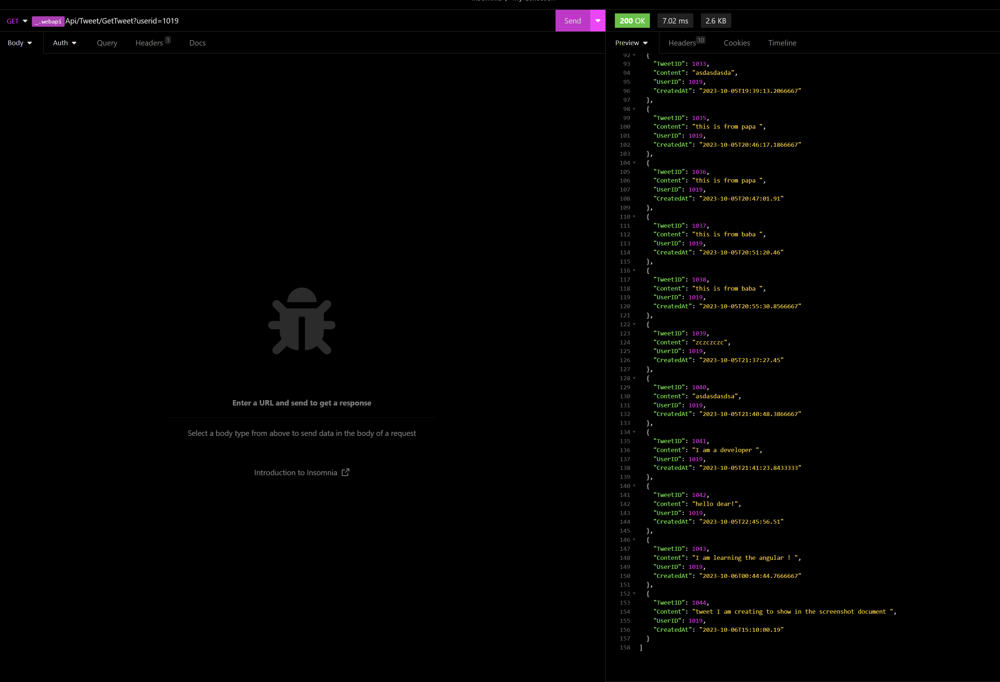 Insomnia / My Collection
GET _.webapi Api/Tweet/GetTweet?userid=1019
Send
200 OK 7.02 ms 2.6 KB
Body Auth Query Headers 1 Docs
Preview Headers 10 Cookies Timeline
Enter a URL and send to get a response
Select a body type from above to send data in the body of a request
Introduction to Insomnia
92 {
93 "TweetID": 1033,
94 "Content": "asdasdasda",
95 "UserID": 1019,
96 "CreatedAt": "2023-10-05T19:39:13.2066667"
97 },
98 {
99 "TweetID": 1035,
100 "Content": "this is from papa ",
101 "UserID": 1019,
102 "CreatedAt": "2023-10-05T20:46:17.1866667"
103 },
104 {
105 "TweetID": 1036,
106 "Content": "this is from papa ",
107 "UserID": 1019,
108 "CreatedAt": "2023-10-05T20:47:01.91"
109 },
110 {
111 "TweetID": 1037,
112 "Content": "this is from baba ",
113 "UserID": 1019,
114 "CreatedAt": "2023-10-05T20:51:20.46"
115 },
116 {
117 "TweetID": 1038,
118 "Content": "this is from baba ",
119 "UserID": 1019,
120 "CreatedAt": "2023-10-05T20:55:30.8566667"
121 },
122 {
123 "TweetID": 1039,
124 "Content": "zczczczc",
125 "UserID": 1019,
126 "CreatedAt": "2023-10-05T21:37:27.45"
127 },
128 {
129 "TweetID": 1040,
130 "Content": "asdasdasdsa",
131 "UserID": 1019,
132 "CreatedAt": "2023-10-05T21:40:48.3866667"
133 },
134 {
135 "TweetID": 1041,
136 "Content": "I am a developer ",
137 "UserID": 1019,
138 "CreatedAt": "2023-10-05T21:41:23.8433333"
139 },
140 {
141 "TweetID": 1042,
142 "Content": "hello dear!",
143 "UserID": 1019,
144 "CreatedAt": "2023-10-05T22:45:56.51"
145 },
146 {
147 "TweetID": 1043,
148 "Content": "I am learning the angular ! ",
149 "UserID": 1019,
150 "CreatedAt": "2023-10-06T00:44:44.7666667"
151 },
152 {
153 "TweetID": 1044,
154 "Content": "tweet I am creating to show in the screenshot document ",
155 "UserID": 1019,
156 "CreatedAt": "2023-10-06T15:10:00.19"
157 }
158 ]